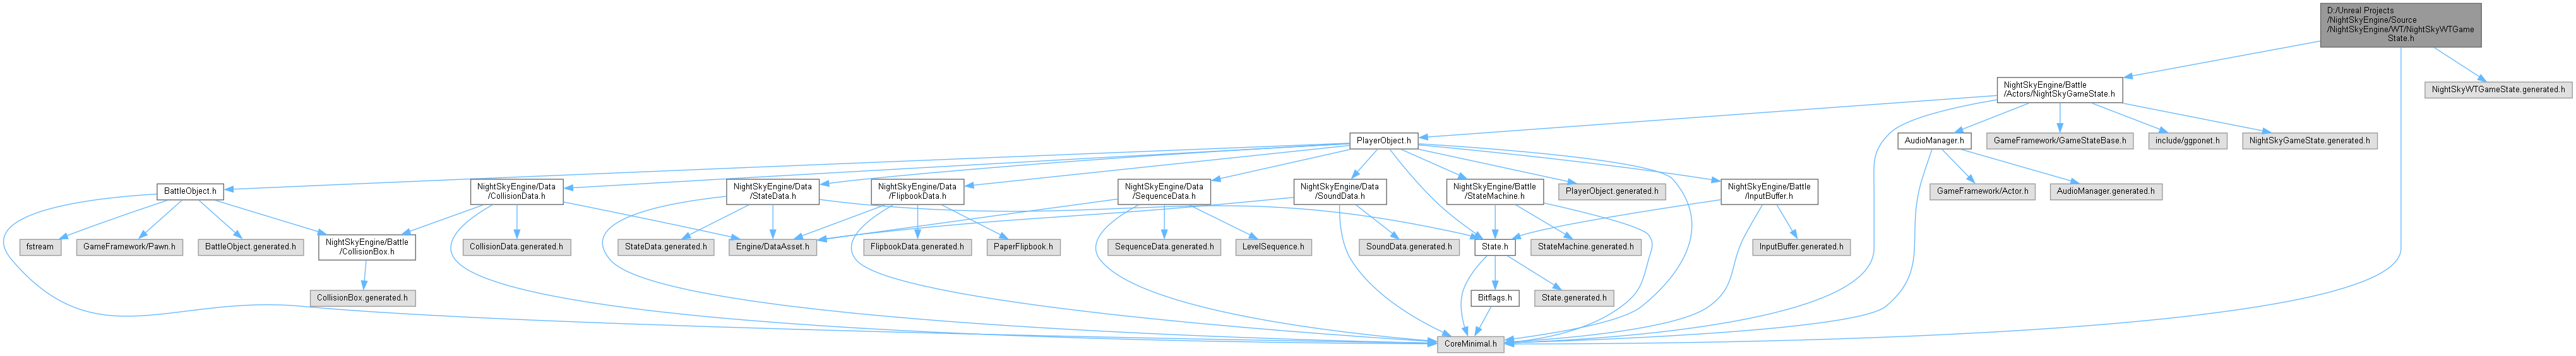 D:/Unreal Projects
/NightSkyEngine/Source
/NightSkyEngine/WT/NightSkyWTGame
State.h
NightSkyEngine/Battle
/Actors/NightSkyGameState.h
NightSkyWTGameState.generated.h
PlayerObject.h
AudioManager.h
GameFramework/GameStateBase.h
include/ggponet.h
NightSkyGameState.generated.h
BattleObject.h
NightSkyEngine/Data
/CollisionData.h
NightSkyEngine/Data
/StateData.h
NightSkyEngine/Data
/FlipbookData.h
NightSkyEngine/Data
/SequenceData.h
NightSkyEngine/Data
/SoundData.h
NightSkyEngine/Battle
/StateMachine.h
PlayerObject.generated.h
NightSkyEngine/Battle
/InputBuffer.h
GameFramework/Actor.h
AudioManager.generated.h
fstream
GameFramework/Pawn.h
BattleObject.generated.h
NightSkyEngine/Battle
/CollisionBox.h
CollisionData.generated.h
StateData.generated.h
Engine/DataAsset.h
FlipbookData.generated.h
PaperFlipbook.h
SequenceData.generated.h
LevelSequence.h
SoundData.generated.h
State.h
StateMachine.generated.h
InputBuffer.generated.h
CollisionBox.generated.h
Bitflags.h
State.generated.h
CoreMinimal.h